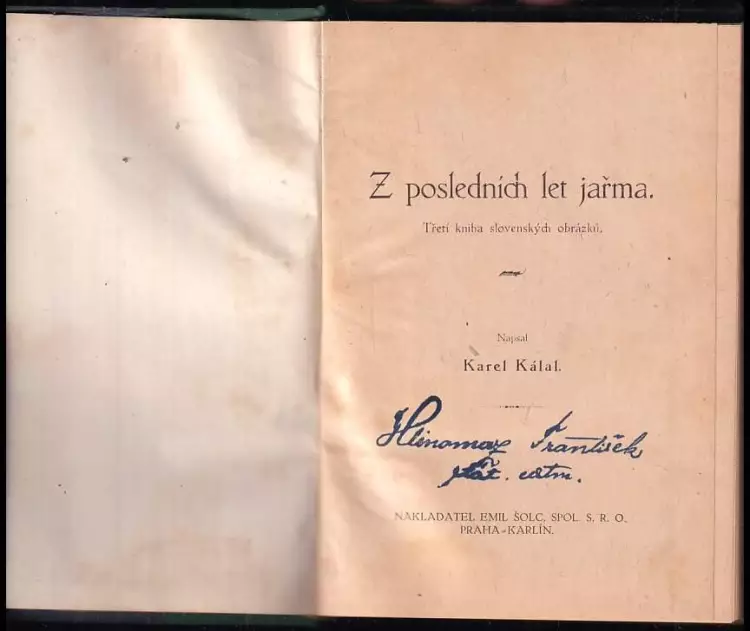 Z posledních let jařma.
Třetí kniha slovenských obrázků.
Napsal
Karel Kálal.
Hlinomaz František
NAKLADATEL EMIL ŠOLC, SPOL. S. R. O.,
PRAHA-KARLÍN.